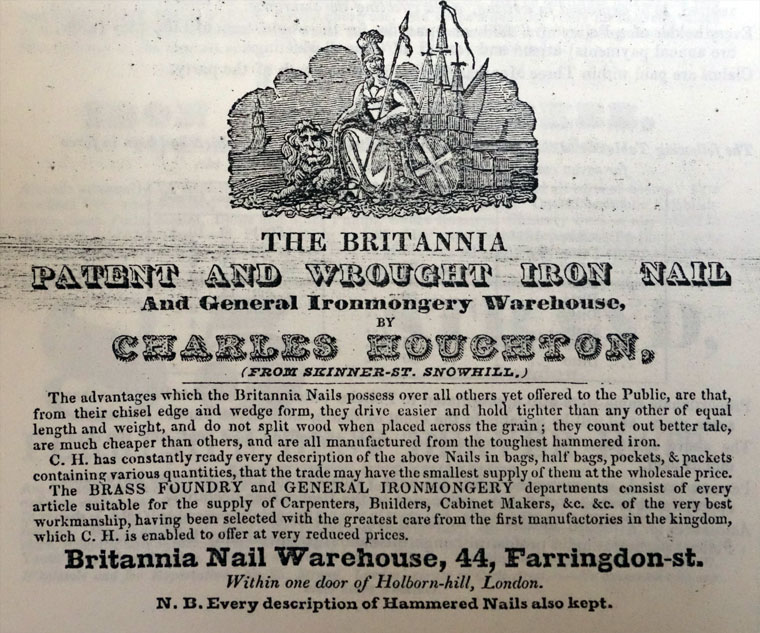 THE BRITANNIA
PATENT AND WROUGHT IRON NAIL
And General Ironmongery Warehouse,
BY
CHARLES HOUGHTON,
(FROM SKINNER-ST. SNOWHILL.)
The advantages which the Britannia Nails possess over all others yet offered to the Public, are that,
from their chisel edge and wedge form, they drive easier and hold tighter than any other of equal
length and weight, and do not split wood when placed across the grain; they count out better tale,
are much cheaper than others, and are all manufactured from the toughest hammered iron.
C. H. has constantly ready every description of the above Nails in bags, half bags, pockets, & packets
containing various quantities, that the trade may have the smallest supply of them at the wholesale price.
The BRASS FOUNDRY and GENERAL IRONMONGERY departments consist of every
article suitable for the supply of Carpenters, Builders, Cabinet Makers, &c. &c. of the very best
workmanship, having been selected with the greatest care from the first manufactories in the kingdom,
which C. H. is enabled to offer at very reduced prices.
Britannia Nail Warehouse, 44, Farringdon-st.
Within one door of Holborn-hill, London.
N. B. Every description of Hammered Nails also kept.